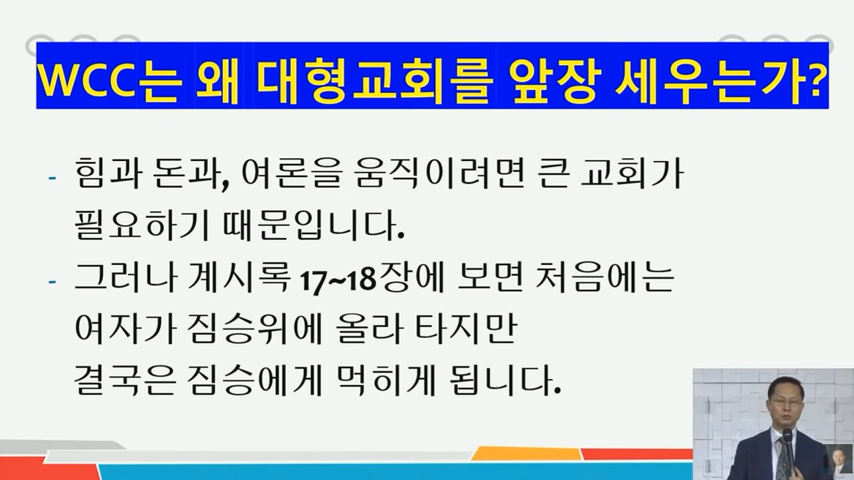 WCC는 왜 대형교회를 앞장 세우는가?
- 힘과 돈과, 여론을 움직이려면 큰 교회가
필요하기 때문입니다.
- 그러나 계시록 17~18장에 보면 처음에는
여자가 짐승위에 올라 타지만
결국은 짐승에게 먹히게 됩니다.